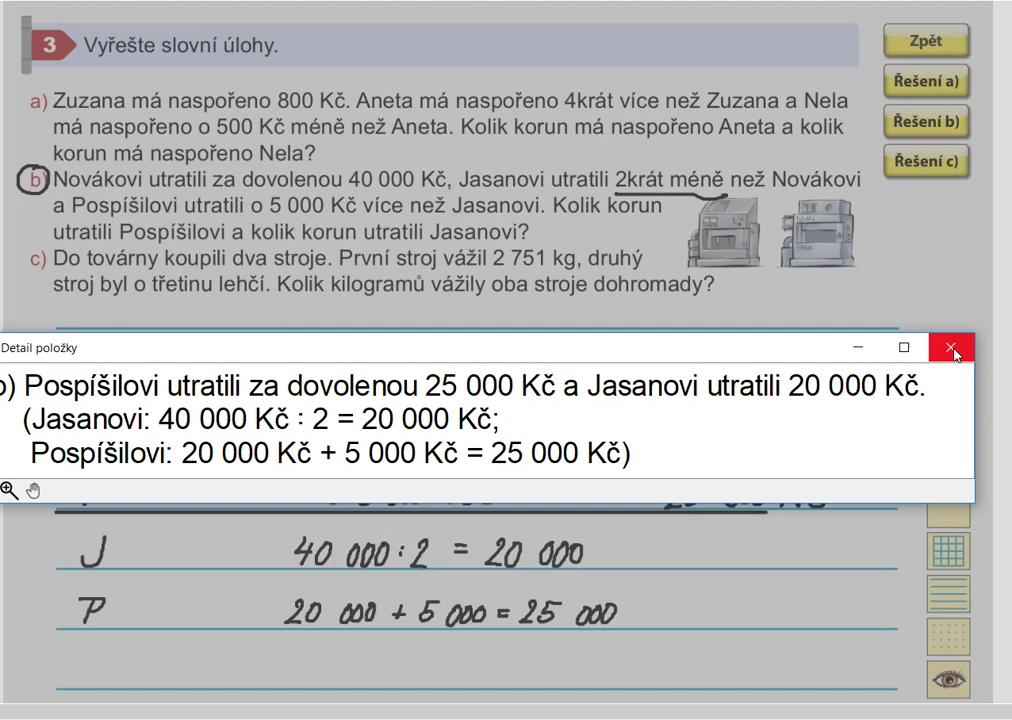 3 Vyřešte slovní úlohy.
Zpět
Řešení a)
Řešení b)
Řešení c)
a) Zuzana má naspořeno 800 Kč. Aneta má naspořeno 4krát více než Zuzana a Nela
má naspořeno o 500 Kč méně než Aneta. Kolik korun má naspořeno Aneta a kolik
korun má naspořeno Nela?
b) Novákovi utratili za dovolenou 40 000 Kč, Jasanovi utratili 2krát méně než Novákovi
a Pospíšilovi utratili o 5 000 Kč více než Jasanovi. Kolik korun
utratili Pospíšilovi a kolik korun utratili Jasanovi?
c) Do továrny koupili dva stroje. První stroj vážil 2 751 kg, druhý
stroj byl o třetinu lehčí. Kolik kilogramů vážily oba stroje dohromady?
Detail položky
b) Pospíšilovi utratili za dovolenou 25 000 Kč a Jasanovi utratili 20 000 Kč.
(Jasanovi: 40 000 Kč : 2 = 20 000 Kč;
Pospíšilovi: 20 000 Kč + 5 000 Kč = 25 000 Kč)
J 40 000 : 2 = 20 000
P 20 000 + 5 000 = 25 000